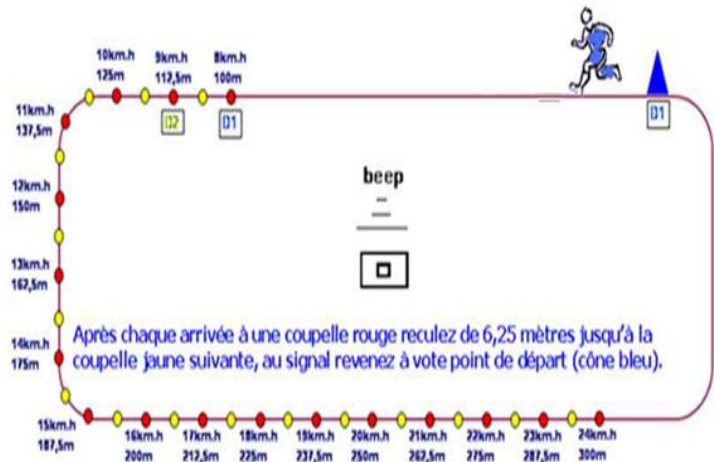 10km.h 9km.h 8km.h
125m 112,5m 100m
D2 D1 D1
11km.h
137,5m
beep
12km.h
150m
13km.h
162,5m
Après chaque arrivée à une coupelle rouge reculez de 6,25 mètres jusqu'à la
coupelle jaune suivante, au signal revenez à vote point de départ (cône bleu).
14km.h
175m
15km.h
187,5m
16km.h 17km.h 18km.h 19km.h 20km.h 21km.h 22km.h 23km.h 24km.h
200m 212,5m 225m 237,5m 250m 262,5m 275m 287,5m 300m